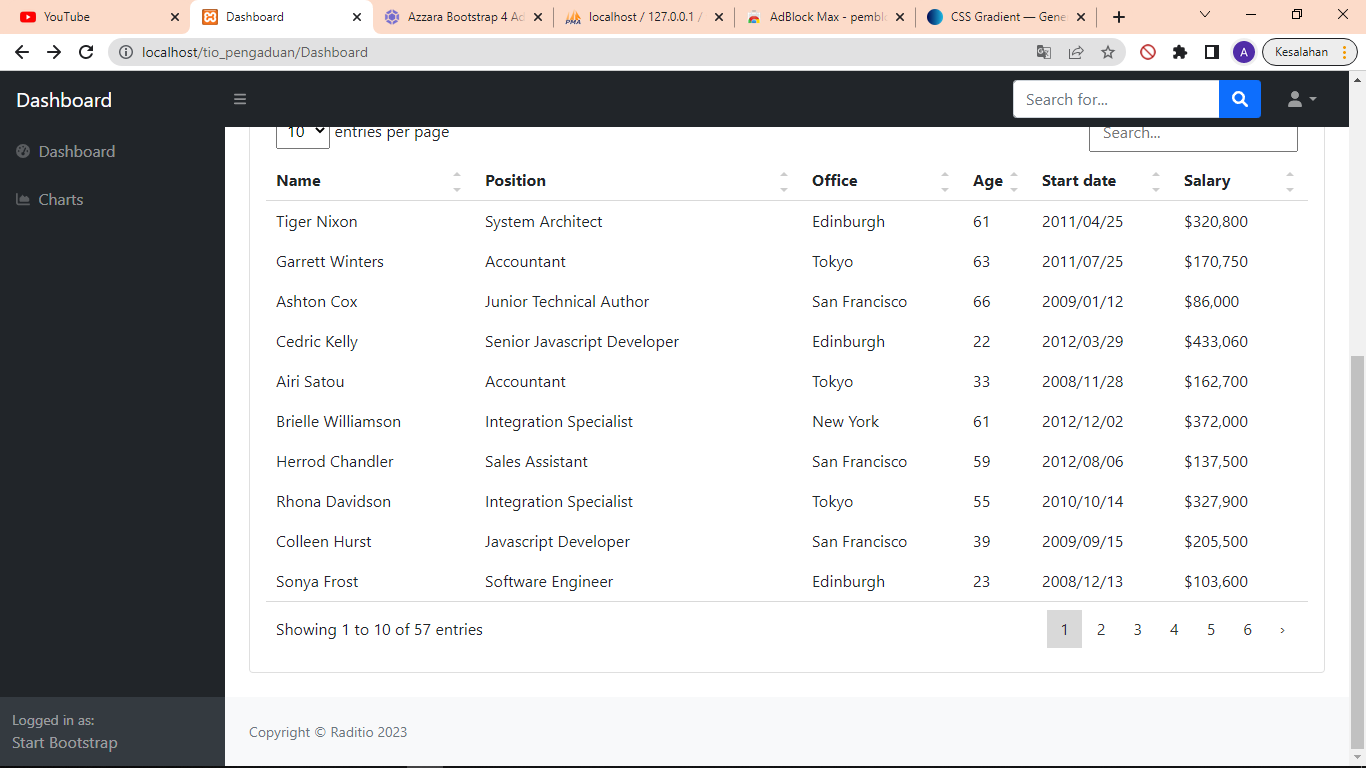 YouTube
Dashboard
Azzara Bootstrap 4 Ad
localhost / 127.0.0.1 /
AdBlock Max - pembl
CSS Gradient — Gene
localhost/tio_pengaduan/Dashboard
A
Kesalahan
Dashboard
Search for...
Dashboard
Charts
10 entries per page
Search...
Name Position Office Age Start date Salary
Tiger Nixon System Architect Edinburgh 61 2011/04/25 $320,800
Garrett Winters Accountant Tokyo 63 2011/07/25 $170,750
Ashton Cox Junior Technical Author San Francisco 66 2009/01/12 $86,000
Cedric Kelly Senior Javascript Developer Edinburgh 22 2012/03/29 $433,060
Airi Satou Accountant Tokyo 33 2008/11/28 $162,700
Brielle Williamson Integration Specialist New York 61 2012/12/02 $372,000
Herrod Chandler Sales Assistant San Francisco 59 2012/08/06 $137,500
Rhona Davidson Integration Specialist Tokyo 55 2010/10/14 $327,900
Colleen Hurst Javascript Developer San Francisco 39 2009/09/15 $205,500
Sonya Frost Software Engineer Edinburgh 23 2008/12/13 $103,600
Showing 1 to 10 of 57 entries
1 2 3 4 5 6 ›
Logged in as:
Start Bootstrap
Copyright © Raditio 2023